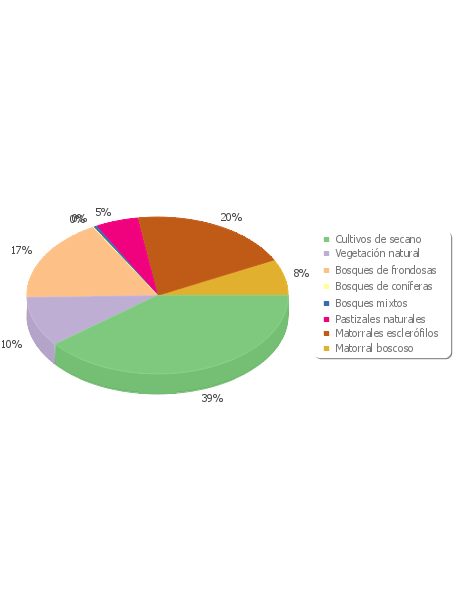 0%
0%
5%
20%
17%
8%
10%
39%
Cultivos de secano
Vegetación natural
Bosques de frondosas
Bosques de coníferas
Bosques mixtos
Pastizales naturales
Matorrales esclerófilos
Matorral boscoso